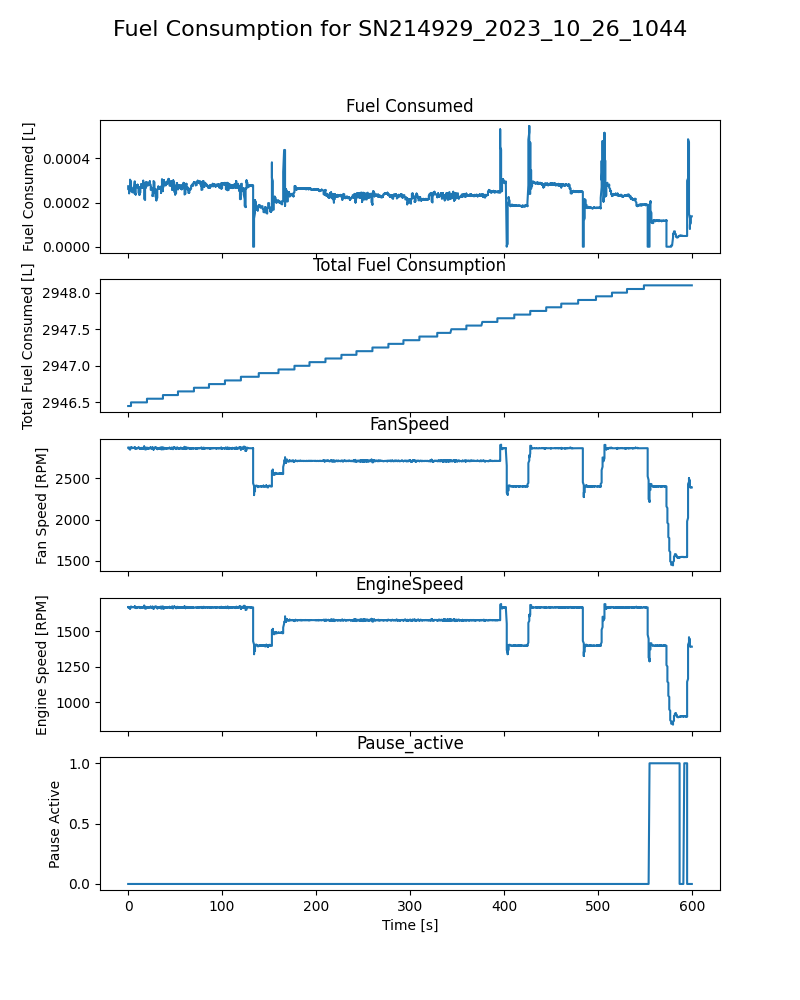 Fuel Consumption for SN214929_2023_10_26_1044
Fuel Consumed
Fuel Consumed [L]
0.0004
0.0002
0.0000
Total Fuel Consumption
Total Fuel Consumed [L]
2948.0
2947.5
2947.0
2946.5
FanSpeed
Fan Speed [RPM]
2500
2000
1500
EngineSpeed
Engine Speed [RPM]
1500
1250
1000
Pause_active
Pause Active
1.0
0.5
0.0
0 100 200 300 400 500 600
Time [s]